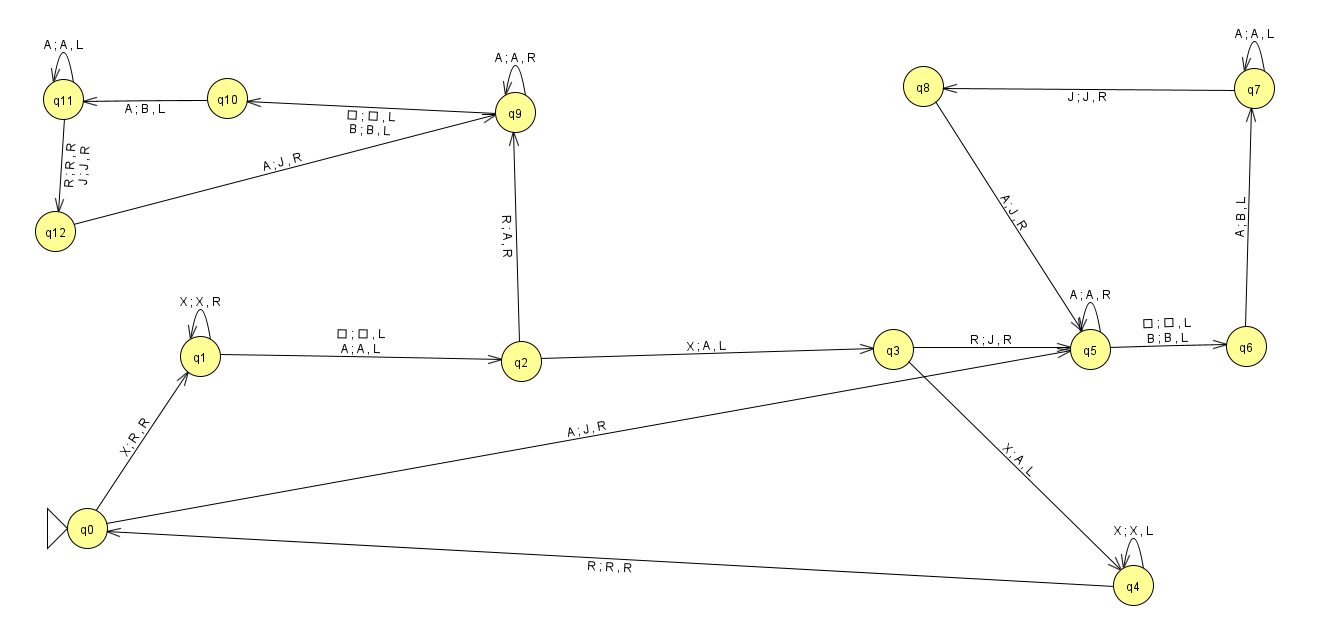 A ; A , L
q11
A ; B , L
q10
□ ; □ , L
B ; B , L
A ; A , R
q9
R ; R , R
J ; J , R
q12
A ; J , R
R ; A , R
q8
J ; J , R
A ; A , L
q7
A ; J , R
A ; B , L
X ; X , R
q1
□ ; □ , L
A ; A , L
q2
X ; A , L
q3
R ; J , R
A ; A , R
q5
□ ; □ , L
B ; B , L
q6
X ; R , R
A ; J , R
X ; A , L
q0
R ; R , R
X ; X , L
q4